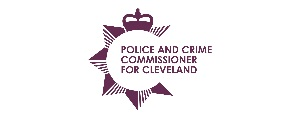 POLICE AND CRIME
COMMISSIONER
FOR CLEVELAND